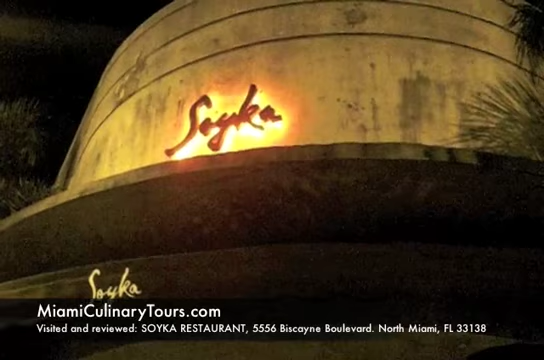 Soyka
Soyka
MiamiCulinaryTours.com
Visited and reviewed: SOYKA RESTAURANT, 5556 Biscayne Boulevard. North Miami, FL 33138